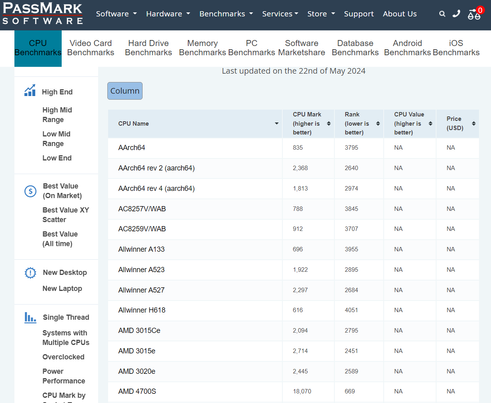 PASSMARK
SOFTWARE
Software Hardware Benchmarks Services Store Support About Us 0
CPU Benchmarks
Video Card Benchmarks
Hard Drive Benchmarks
Memory Benchmarks
PC Benchmarks
Software Marketshare
Database Benchmarks
Android Benchmarks
iOS Benchmarks
Last updated on the 22nd of May 2024
High End
High Mid
Range
Low Mid
Range
Low End
Best Value
(On Market)
Best Value XY
Scatter
Best Value
(All time)
New Desktop
New Laptop
Single Thread
Systems with
Multiple CPUs
Overclocked
Power
Performance
CPU Mark by
Column
CPU Name CPU Mark (higher is better) Rank (lower is better) CPU Value (higher is better) Price (USD)
AArch64 835 3795 NA NA
AArch64 rev 2 (aarch64) 2,368 2640 NA NA
AArch64 rev 4 (aarch64) 1,813 2974 NA NA
AC8257V/WAB 788 3845 NA NA
AC8259V/WAB 912 3707 NA NA
Allwinner A133 696 3955 NA NA
Allwinner A523 1,922 2895 NA NA
Allwinner A527 2,297 2684 NA NA
Allwinner H618 616 4051 NA NA
AMD 3015Ce 2,094 2795 NA NA
AMD 3015e 2,714 2451 NA NA
AMD 3020e 2,445 2589 NA NA
AMD 4700S 18,070 669 NA NA